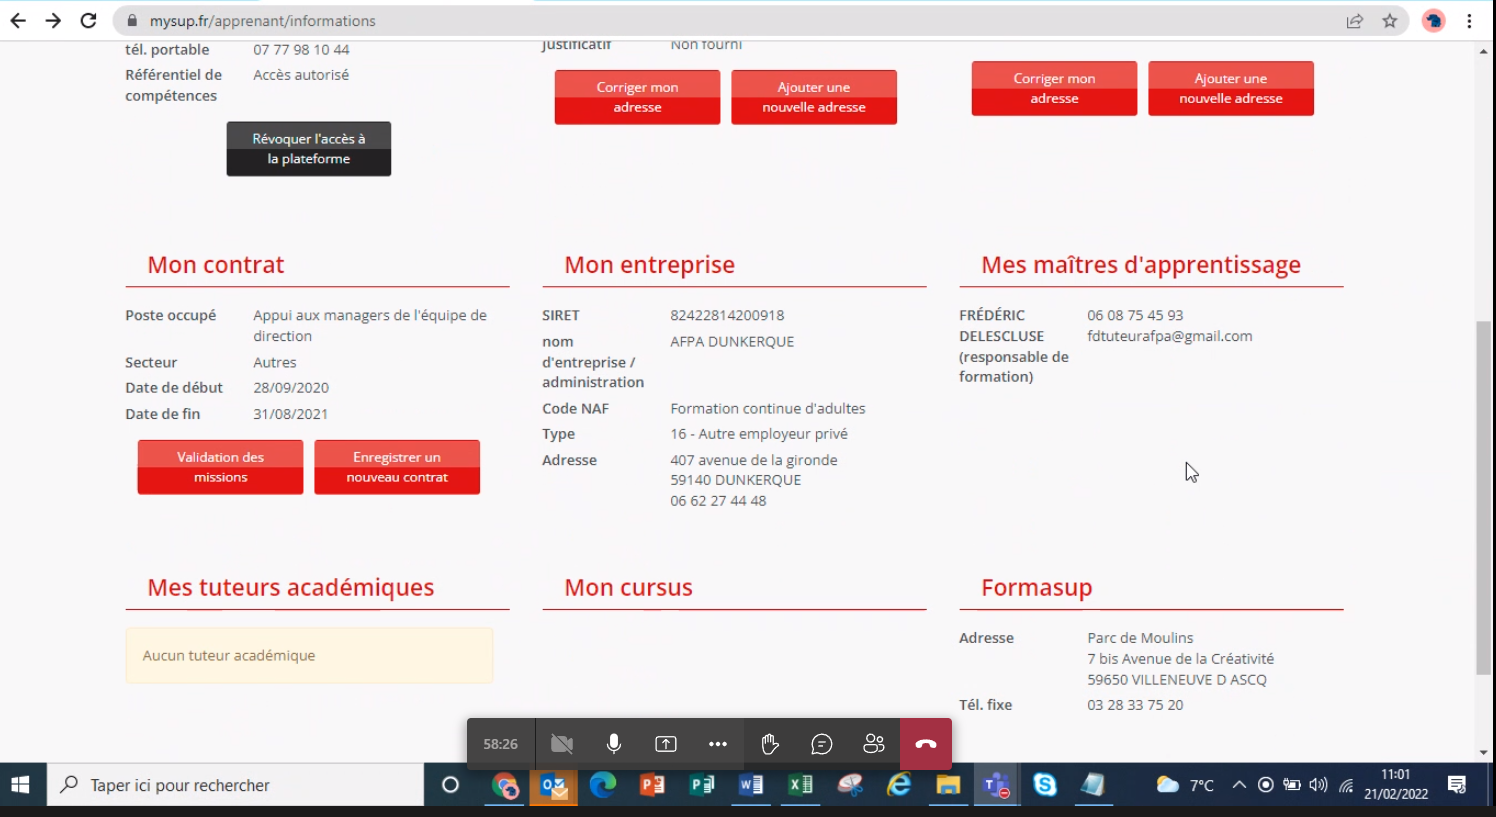 mysup.fr/apprenant/informations
tél. portable 07 77 98 10 44
Référentiel de compétences Accès autorisé
Révoquer l'accès à
la plateforme
justificatif Non fourni
Corriger mon
adresse
Ajouter une
nouvelle adresse
Corriger mon
adresse
Ajouter une
nouvelle adresse
Mon contrat
Poste occupé Appui aux managers de l'équipe de
direction
Secteur Autres
Date de début 28/09/2020
Date de fin 31/08/2021
Validation des
missions
Enregistrer un
nouveau contrat
Mon entreprise
SIRET 82422814200918
nom AFPA DUNKERQUE
d'entreprise /
administration
Code NAF Formation continue d'adultes
Type 16 - Autre employeur privé
Adresse 407 avenue de la gironde
59140 DUNKERQUE
06 62 27 44 48
Mes maîtres d'apprentissage
FRÉDÉRIC 06 08 75 45 93
DELESCLUSE fdtuteurafpa@gmail.com
(responsable de
formation)
Mes tuteurs académiques
Aucun tuteur académique
Mon cursus
Formasup
Adresse Parc de Moulins
7 bis Avenue de la Créativité
59650 VILLENEUVE D ASCQ
Tél. fixe 03 28 33 75 20
58:26
Taper ici pour rechercher
7°C
11:01
21/02/2022